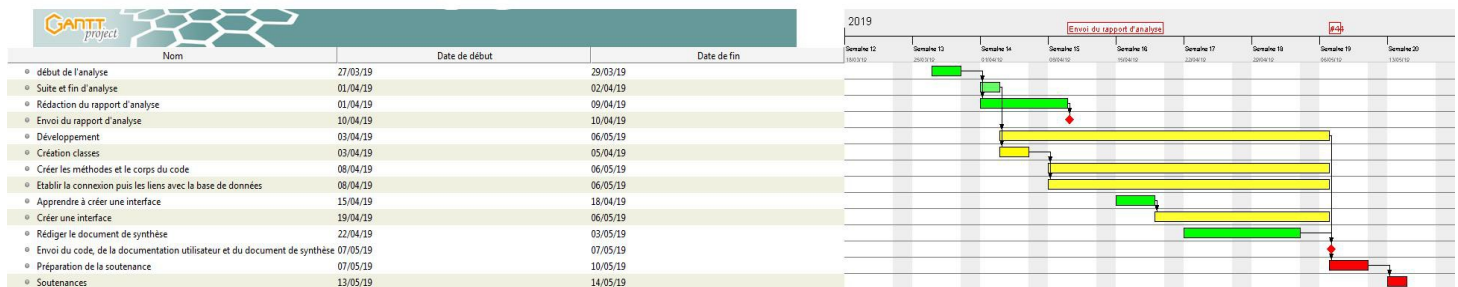 GANTT project
2019
Envoi du rapport d'analyse
#44
Nom Date de début Date de fin
Semaine 12 Semaine 13 Semaine 14 Semaine 15 Semaine 16 Semaine 17 Semaine 18 Semaine 19 Semaine 20
début de l'analyse 27/03/19 29/03/19
Suite et fin d'analyse 01/04/19 02/04/19
Rédaction du rapport d'analyse 01/04/19 09/04/19
Envoi du rapport d'analyse 10/04/19 10/04/19
Développement 03/04/19 06/05/19
Création classes 03/04/19 05/04/19
Créer les méthodes et le corps du code 08/04/19 06/05/19
Etablir la connexion puis les liens avec la base de données 08/04/19 06/05/19
Apprendre à créer une interface 15/04/19 18/04/19
Créer une interface 19/04/19 06/05/19
Rédiger le document de synthèse 22/04/19 03/05/19
Envoi du code, de la documentation utilisateur et du document de synthèse 07/05/19 07/05/19
Préparation de la soutenance 07/05/19 10/05/19
Soutenances 13/05/19 14/05/19